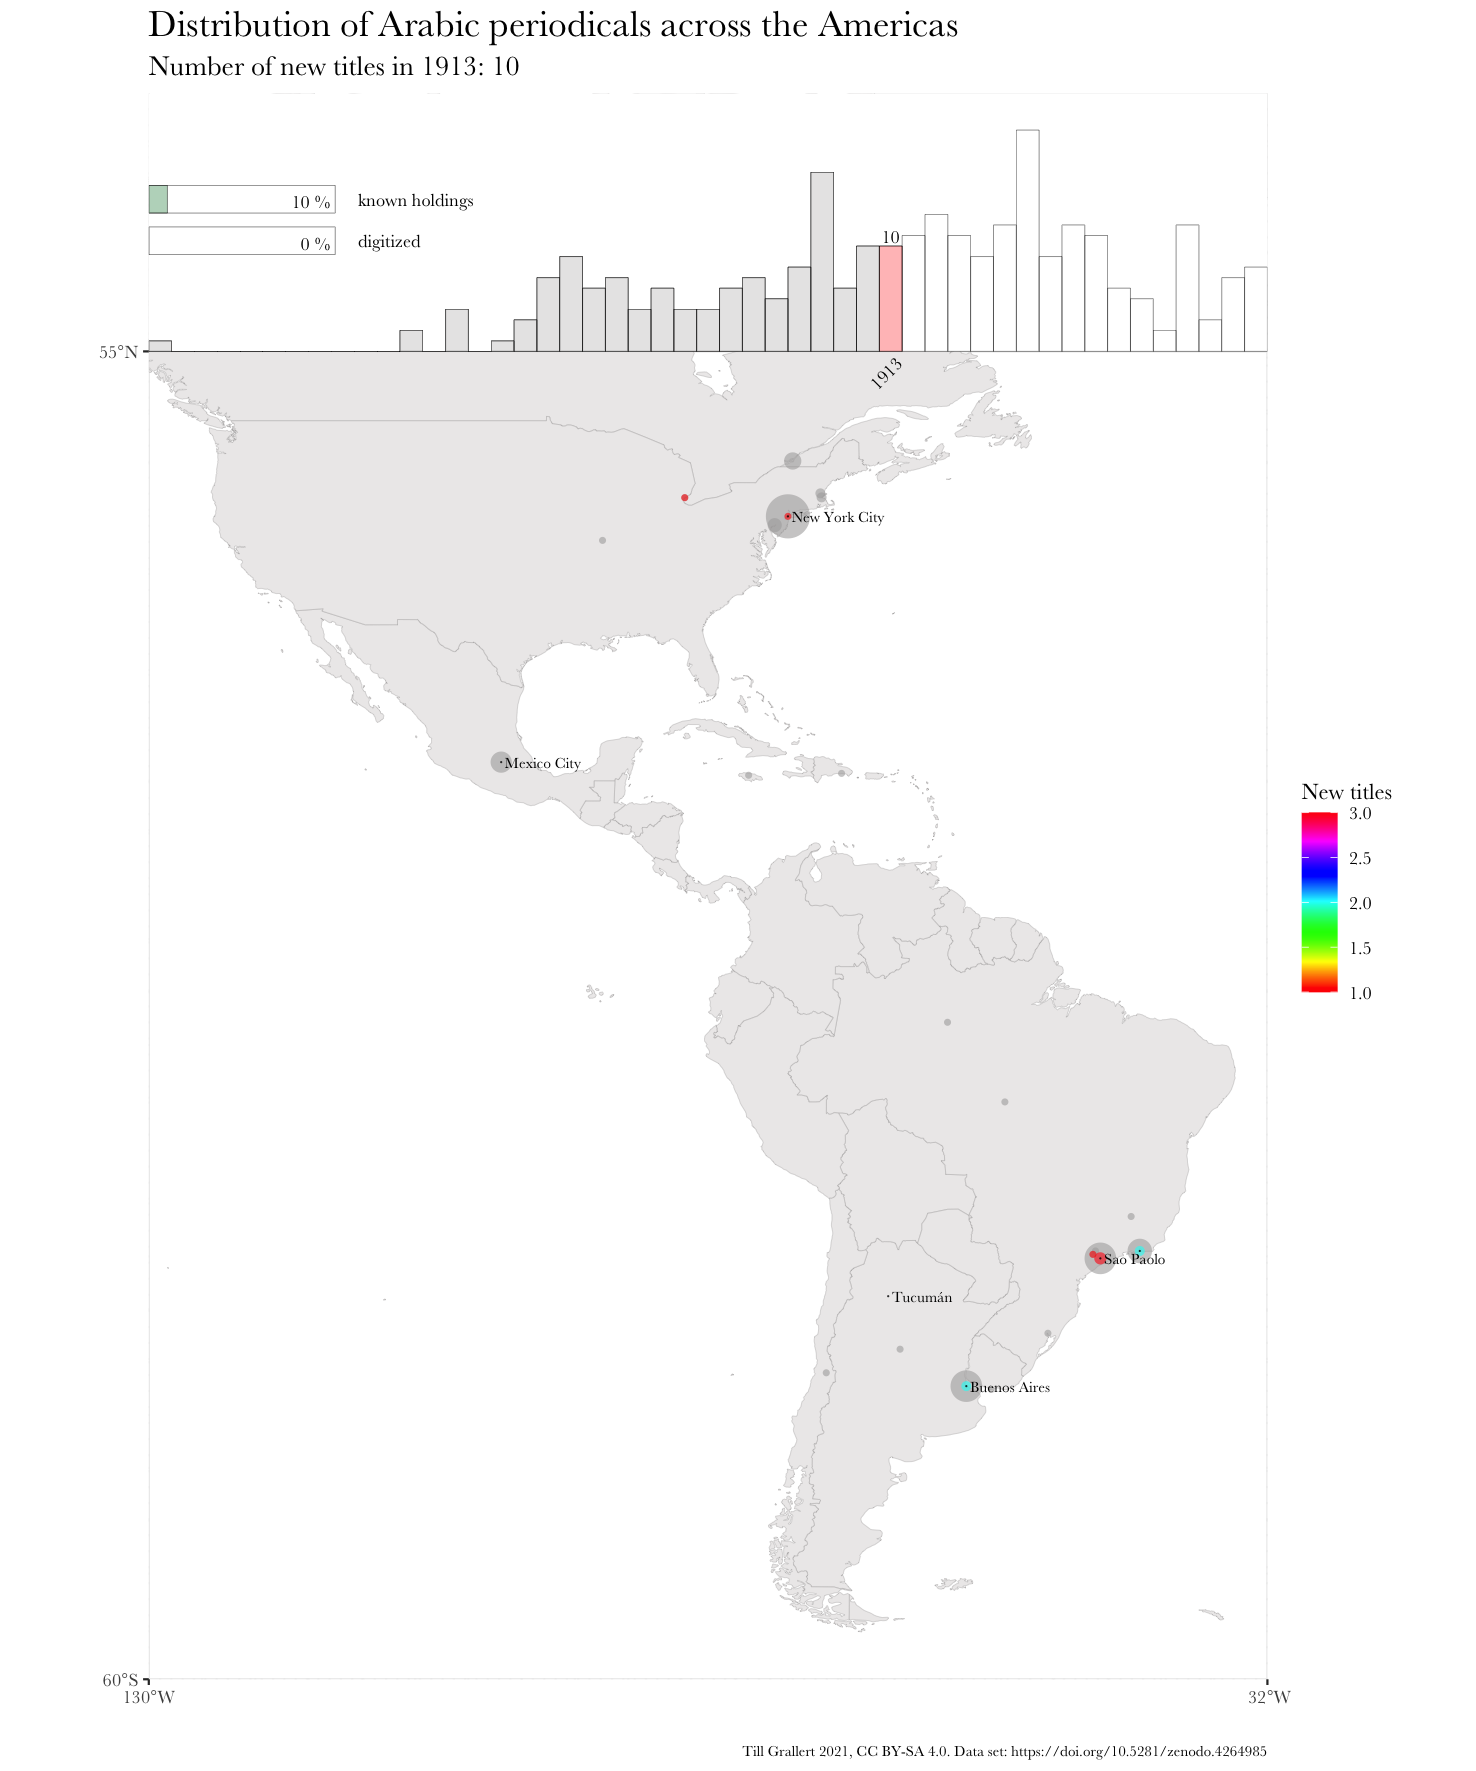 Distribution of Arabic periodicals across the Americas
Number of new titles in 1913: 10
10 % known holdings
0 % digitized
10
1913
55°N
New York City
Mexico City
New titles
3.0
2.5
2.0
1.5
1.0
Sao Paolo
Tucumán
Buenos Aires
60°S
130°W 32°W
Till Grallert 2021, CC BY-SA 4.0. Data set: https://doi.org/10.5281/zenodo.4264985